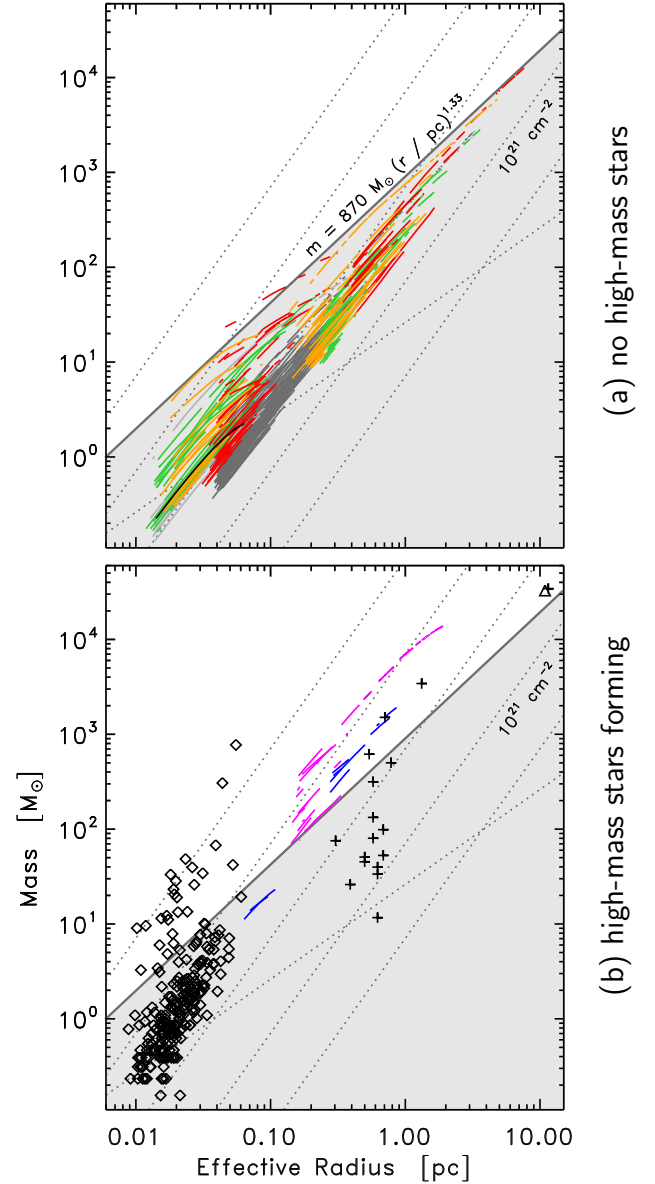 10⁴
10³
10²
10¹
10⁰
m = 870 M☉ (r / pc)^1.33
10²¹ cm⁻²
(a) no high-mass stars
10⁴
10³
10²
10¹
10⁰
Mass [M☉]
10²¹ cm⁻²
(b) high-mass stars forming
0.01 0.10 1.00 10.00
Effective Radius [pc]